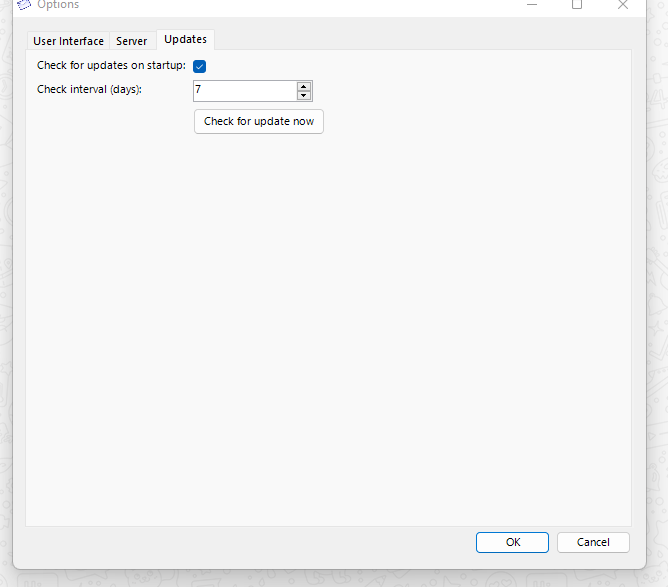 Options
User Interface Server Updates
Check for updates on startup:
Check interval (days): 7
Check for update now
OK Cancel